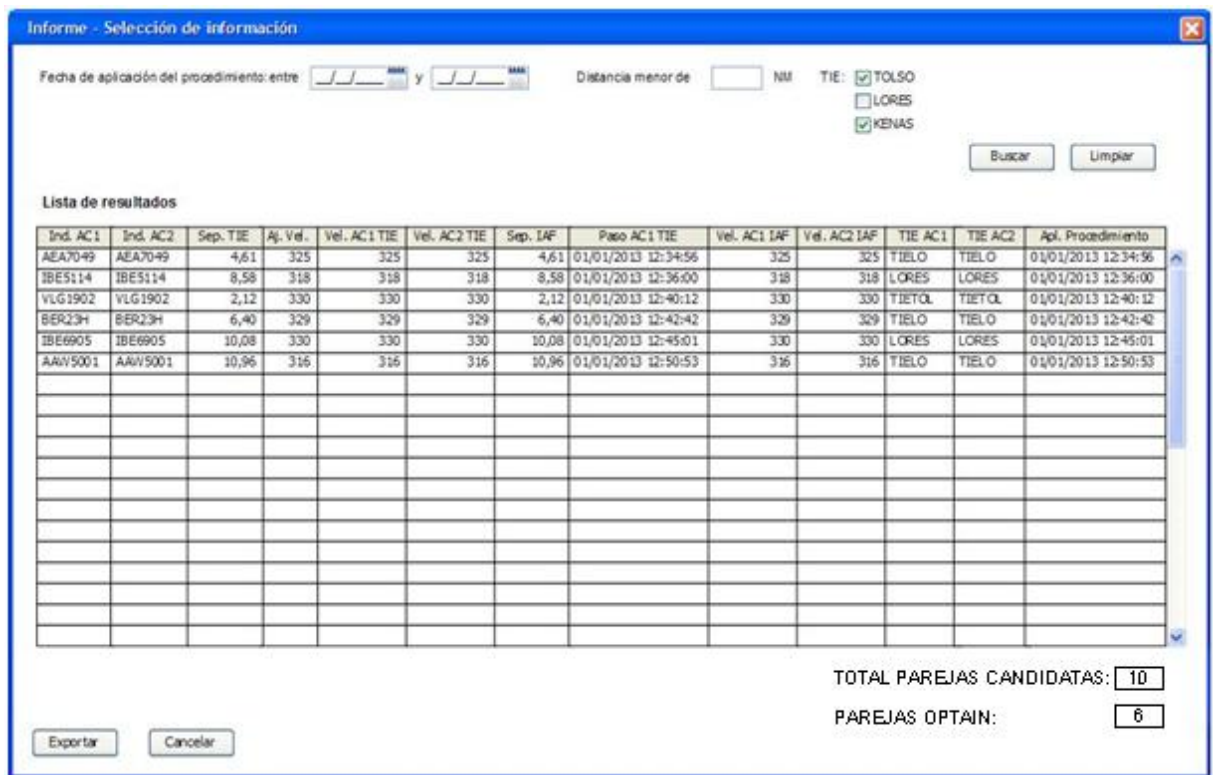 Informe - Selección de información
Fecha de aplicación del procedimiento: entre __/__/____ y __/__/____ Distancia menor de NM TIE: TOLSO
LORES
KENAS
Buscar Limpiar
Lista de resultados
Ind. AC1 Ind. AC2 Sep. TIE Aj. Vel. Vel. AC1 TIE Vel. AC2 TIE Sep. IAF Paso AC1 TIE Vel. AC1 IAF Vel. AC2 IAF TIE AC1 TIE AC2 Apl. Procedimiento
AEA7049 AEA7049 4,61 325 325 325 4,61 01/01/2013 12:34:56 325 325 TIELO TIELO 01/01/2013 12:34:56
IBE5114 IBE5114 8,58 318 318 318 8,58 01/01/2013 12:36:00 318 318 LORES LORES 01/01/2013 12:36:00
VLG1902 VLG1902 2,12 330 330 330 2,12 01/01/2013 12:40:12 330 330 TIETOL TIETOL 01/01/2013 12:40:12
BER23H BER23H 6,40 329 329 329 6,40 01/01/2013 12:42:42 329 329 TIELO TIELO 01/01/2013 12:42:42
IBE6905 IBE6905 10,08 330 330 330 10,08 01/01/2013 12:45:01 330 330 LORES LORES 01/01/2013 12:45:01
AAW5001 AAW5001 10,96 316 316 316 10,96 01/01/2013 12:50:53 316 316 TIELO TIELO 01/01/2013 12:50:53
TOTAL PAREJAS CANDIDATAS: 10
PAREJAS OPTAIN: 6
Exportar Cancelar